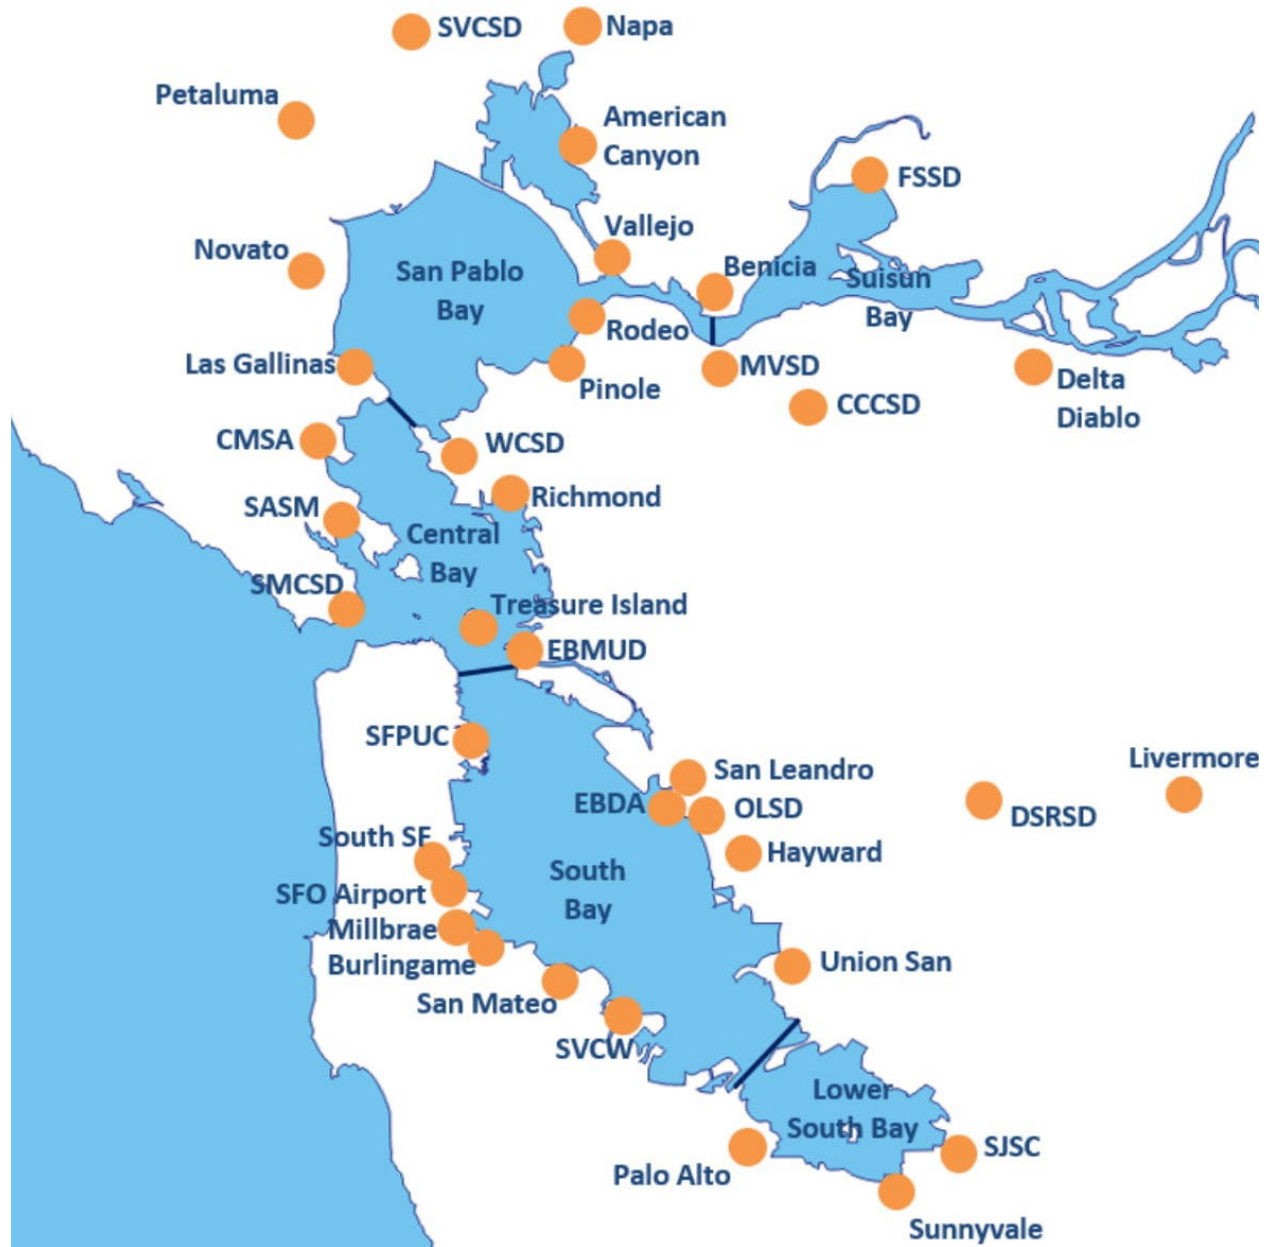 SVCSD
Napa
Petaluma
American
Canyon
FSSD
Vallejo
Novato
San Pablo
Bay
Benicia
Suisun
Bay
Rodeo
Las Gallinas
Pinole
MVSD
CCCSD
Delta
Diablo
CMSA
WCSD
Richmond
SASM
Central
Bay
SMCSD
Treasure Island
EBMUD
SFPUC
San Leandro
Livermore
EBDA
OLSD
DSRSD
South SF
Hayward
South
Bay
SFO Airport
Millbrae
Burlingame
Union San
San Mateo
SVCW
Lower
South Bay
Palo Alto
SJSC
Sunnyvale